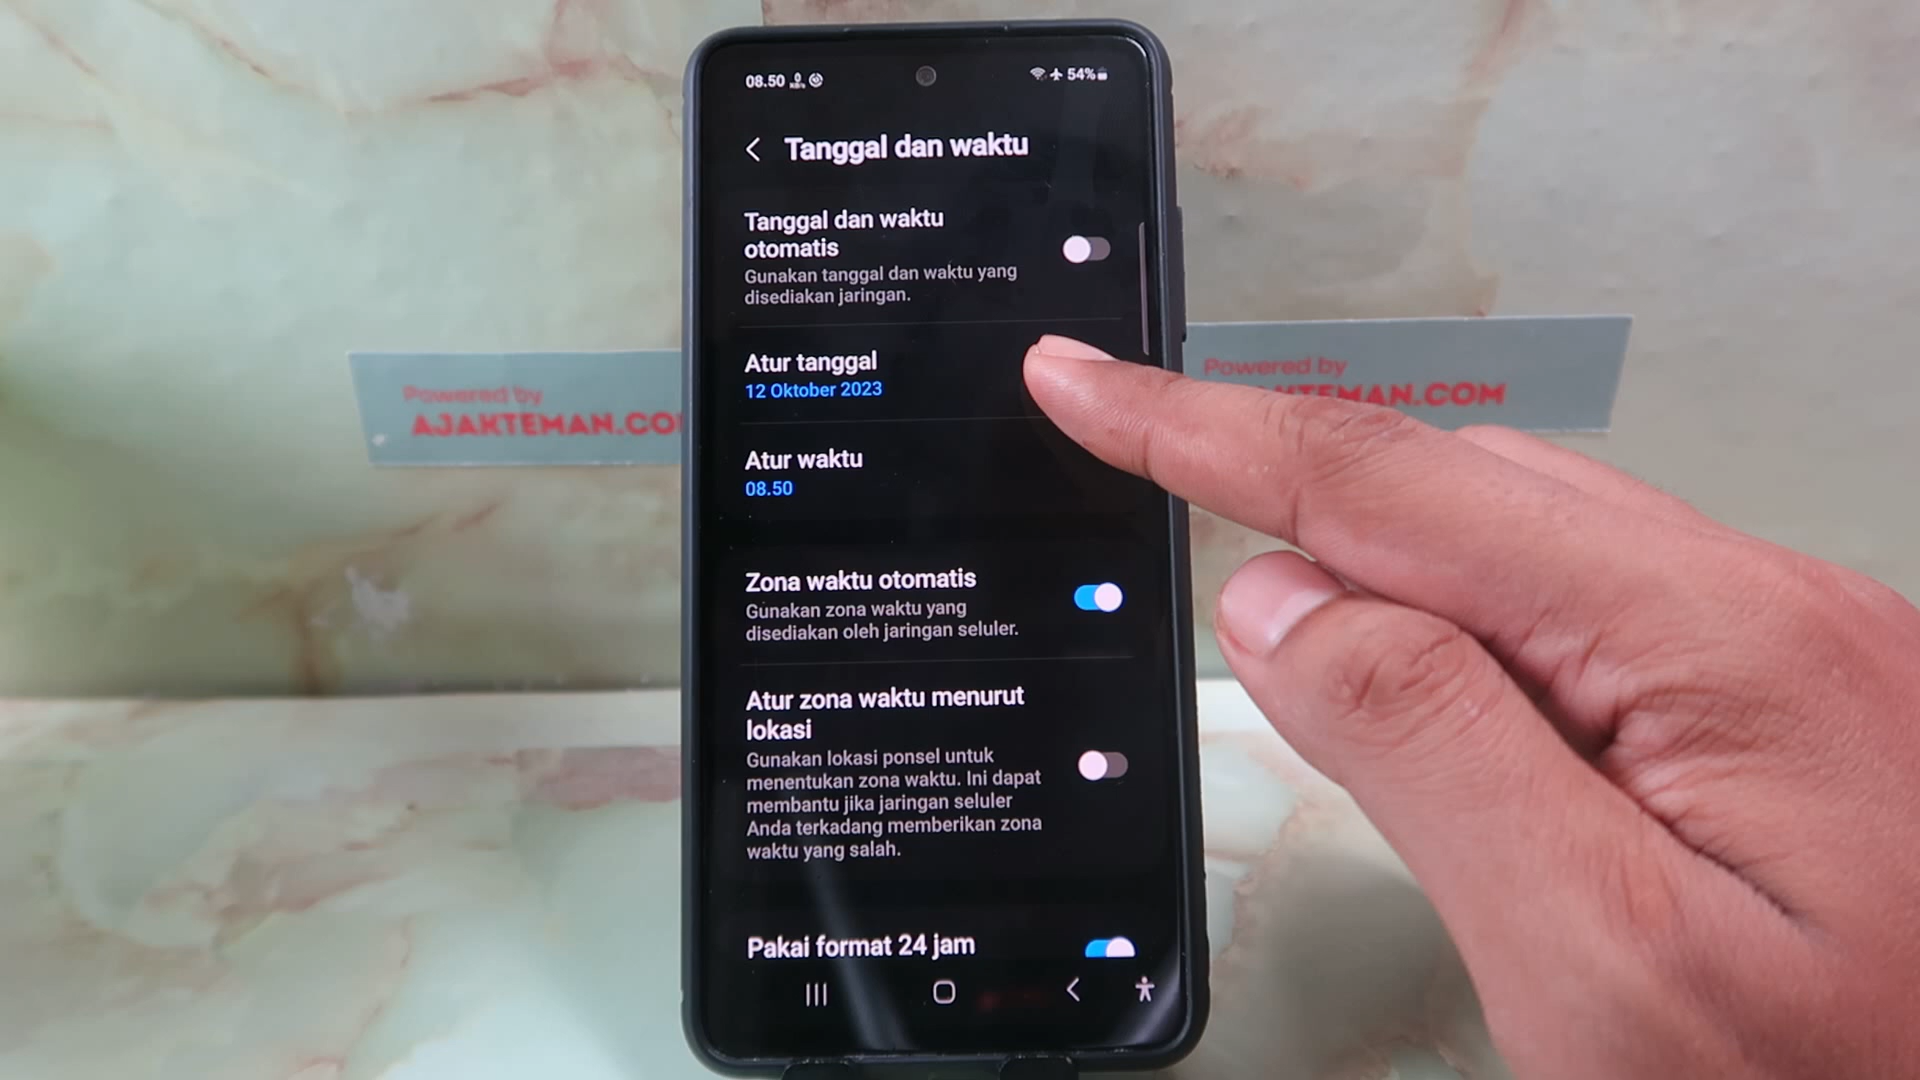 08.50 0 KB/s 54%
Tanggal dan waktu
Tanggal dan waktu
otomatis
Gunakan tanggal dan waktu yang
disediakan jaringan.
Atur tanggal
12 Oktober 2023
Atur waktu
08.50
Zona waktu otomatis
Gunakan zona waktu yang
disediakan oleh jaringan seluler.
Atur zona waktu menurut
lokasi
Gunakan lokasi ponsel untuk
menentukan zona waktu. Ini dapat
membantu jika jaringan seluler
Anda terkadang memberikan zona
waktu yang salah.
Pakai format 24 jam
Powered by
AJAKTEMAN.CO
Powered by
AKTEMAN.COM